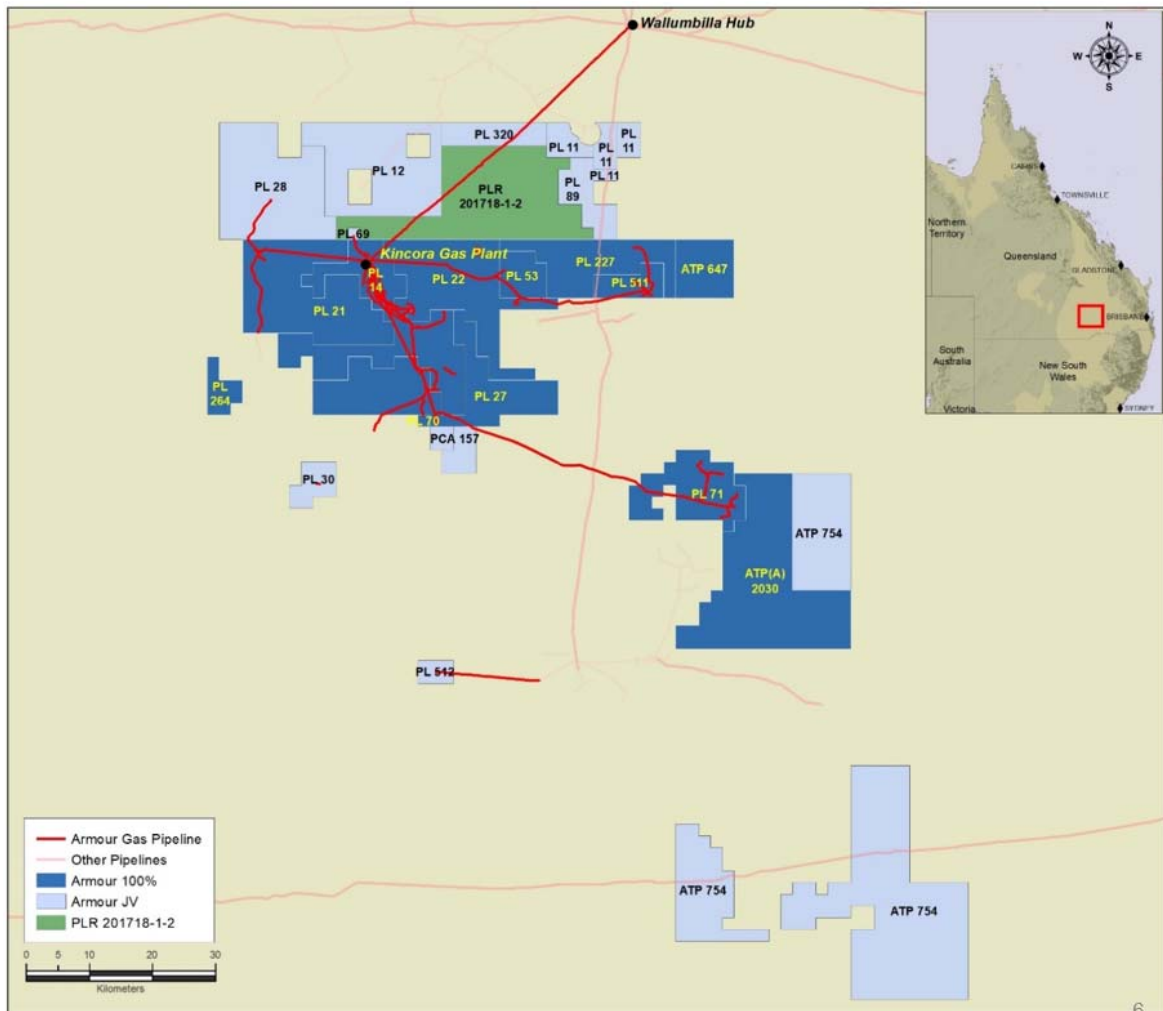 Wallumbilla Hub
PL 320
PL 11
PL
11
PL
11
PL 11
PL 12
PL 28
PLR
201718-1-2
PL
89
PL 69
Kincora Gas Plant
PL
14
PL 22
PL 53
PL 227
PL 511
ATP 647
PL 21
PL
264
PL 27
PL 70
PCA 157
PL 30
PL 71
ATP 754
ATP(A)
2030
PL 512
ATP 754
ATP 754
N
W
E
S
CAIRNS
TOWNSVILLE
Northern
Territory
Queensland
GLADSTONE
BRISBANE
South
Australia
New South
Wales
Victoria
SYDNEY
Armour Gas Pipeline
Other Pipelines
Armour 100%
Armour JV
PLR 201718-1-2
0 5 10 20 30
Kilometers
6